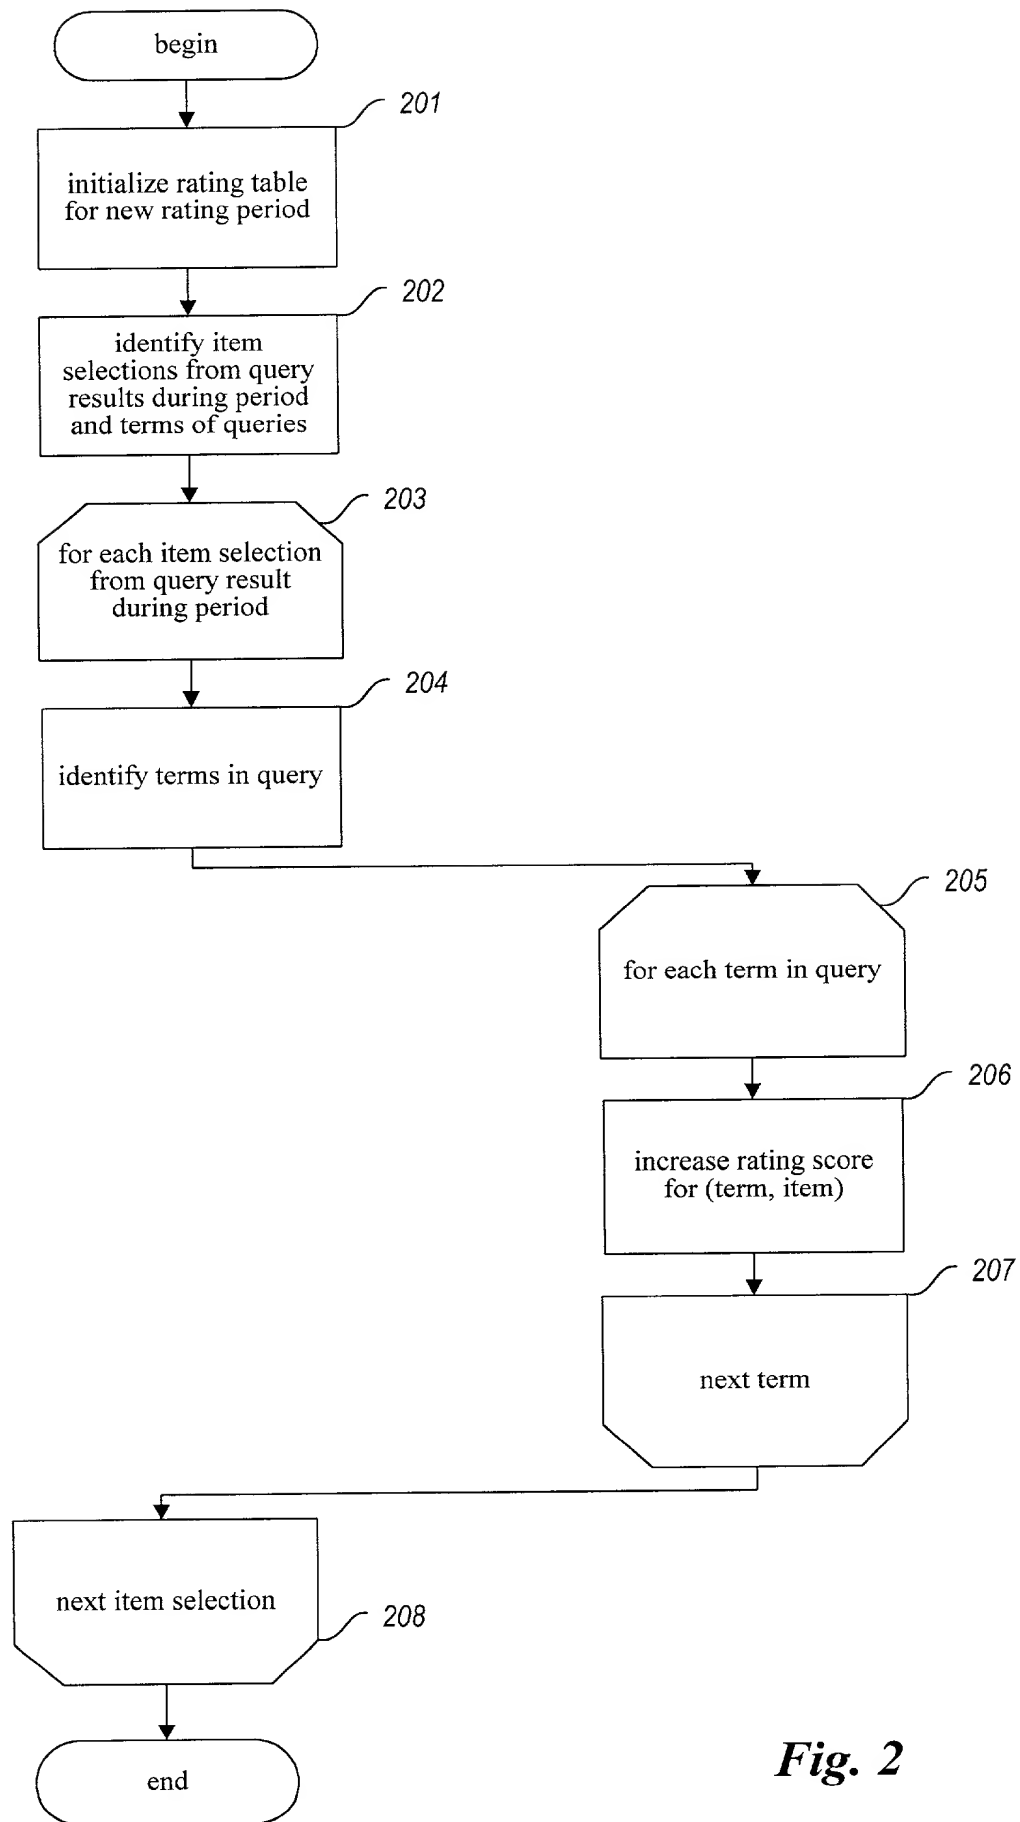 begin
201
initialize rating table
for new rating period
202
identify item
selections from query
results during period
and terms of queries
203
for each item selection
from query result
during period
204
identify terms in query
205
for each term in query
206
increase rating score
for (term, item)
207
next term
next item selection
208
end
Fig. 2